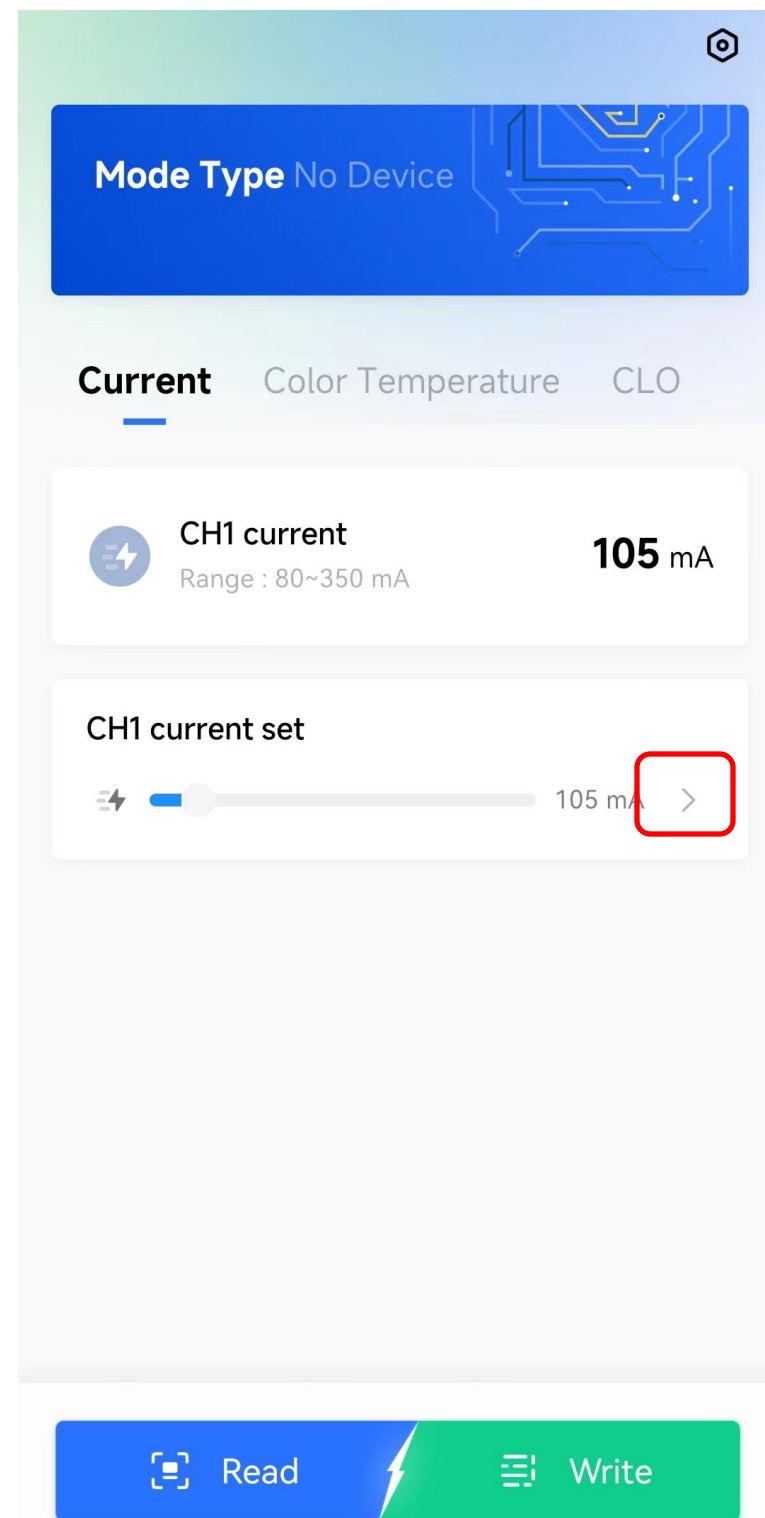 Mode Type No Device
Current Color Temperature CLO
CH1 current
Range : 80~350 mA
105 mA
CH1 current set
105 mA
Read Write